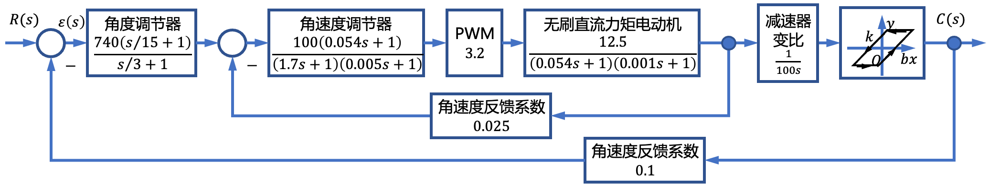 R(s)
ε(s)
−
角度调节器
740(s/15 + 1)
s/3 + 1
−
角速度调节器
100(0.054s + 1)
(1.7s + 1)(0.005s + 1)
PWM
3.2
无刷直流力矩电动机
12.5
(0.054s + 1)(0.001s + 1)
减速器
变比
1
100s
y
k
O
bx
C(s)
角速度反馈系数
0.025
角速度反馈系数
0.1